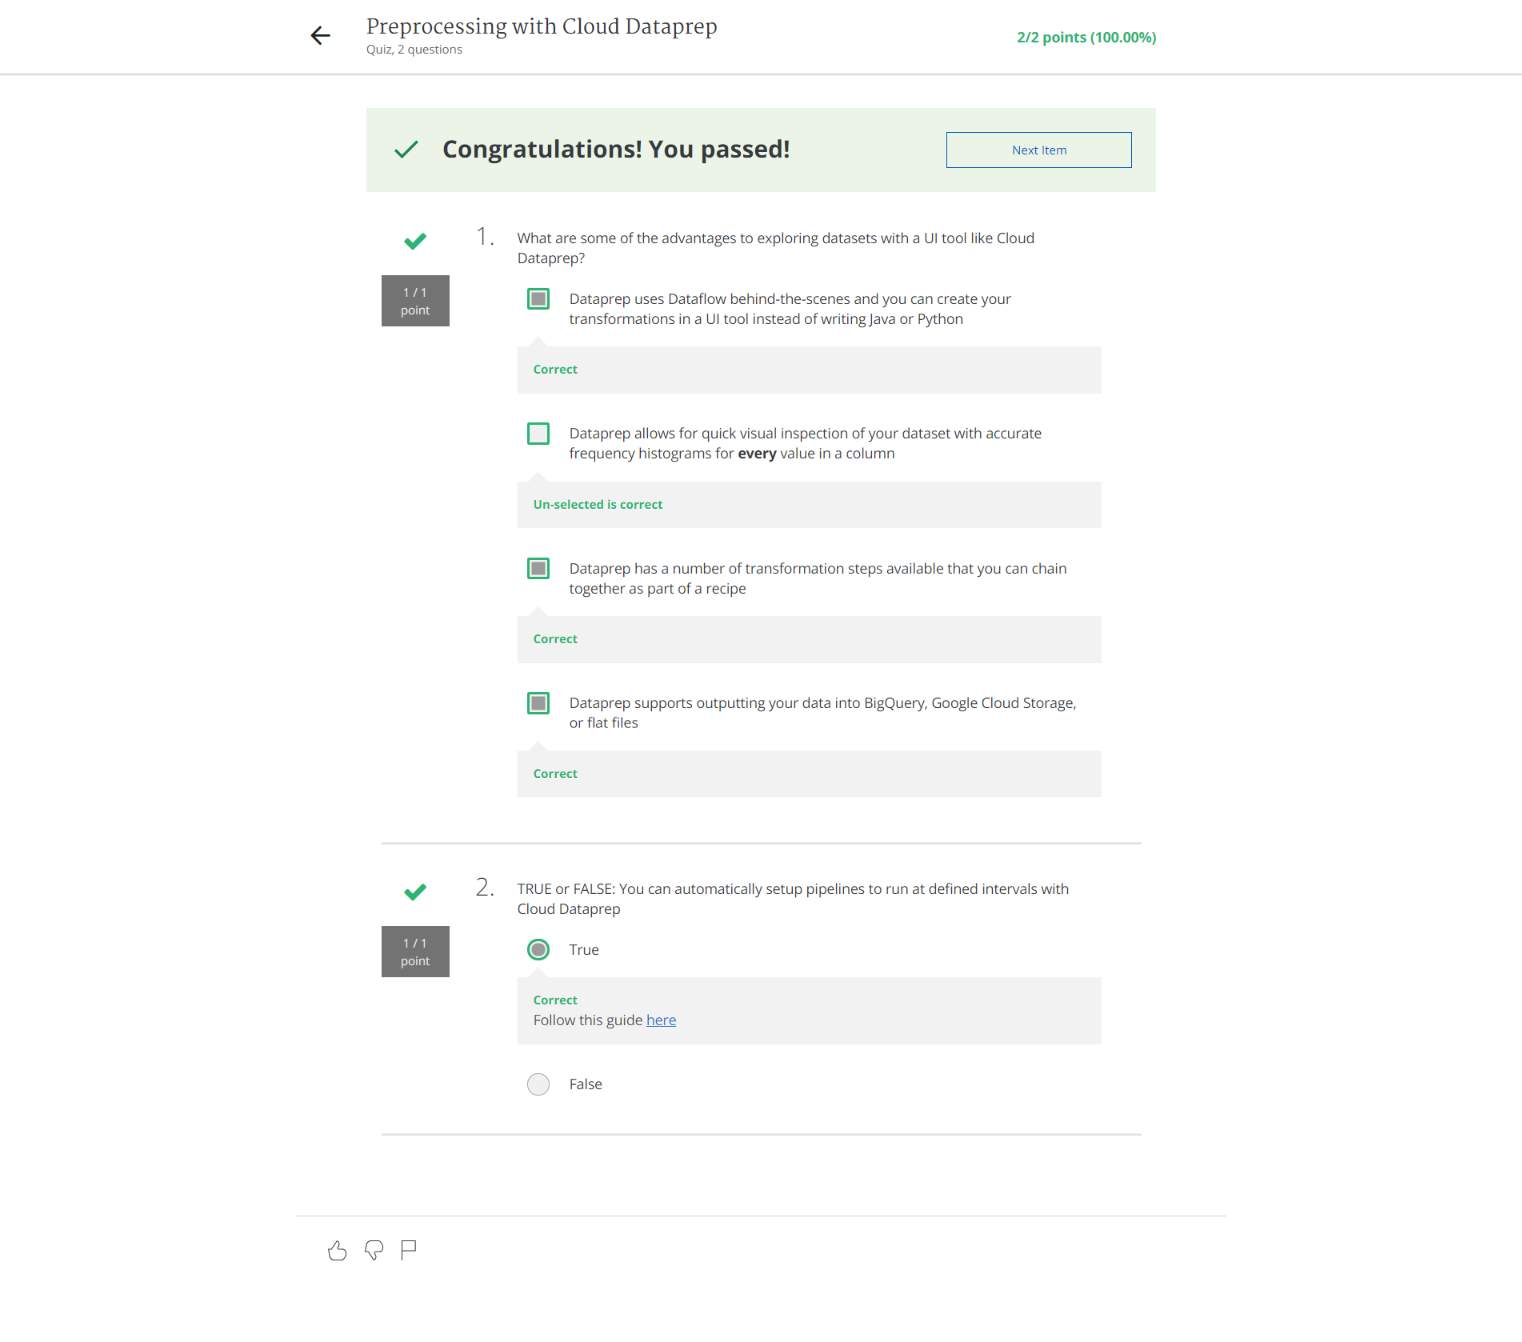 Preprocessing with Cloud Dataprep
Quiz, 2 questions
2/2 points (100.00%)
Congratulations! You passed!
Next Item
1 / 1
point
1.
What are some of the advantages to exploring datasets with a UI tool like Cloud
Dataprep?
Dataprep uses Dataflow behind-the-scenes and you can create your
transformations in a UI tool instead of writing Java or Python
Correct
Dataprep allows for quick visual inspection of your dataset with accurate
frequency histograms for every value in a column
Un-selected is correct
Dataprep has a number of transformation steps available that you can chain
together as part of a recipe
Correct
Dataprep supports outputting your data into BigQuery, Google Cloud Storage,
or flat files
Correct
1 / 1
point
2.
TRUE or FALSE: You can automatically setup pipelines to run at defined intervals with
Cloud Dataprep
True
Correct
Follow this guide here
False